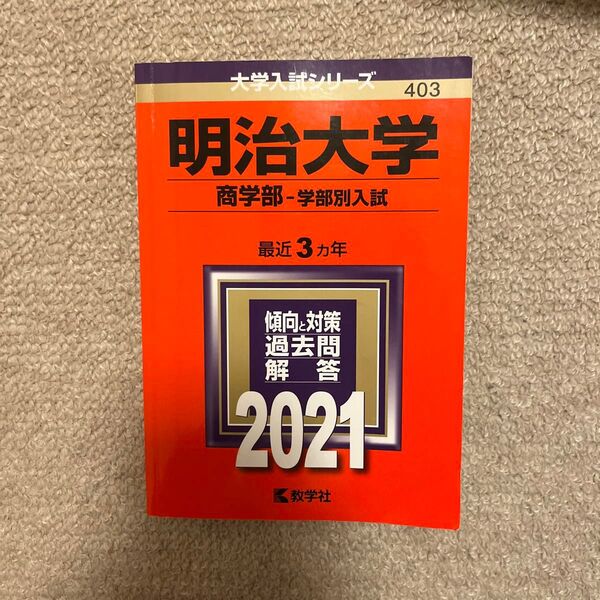 大学入試シリーズ
403
明治大学
商学部-学部別入試
最近3ヵ年
傾向と対策
過去問
解答
2021
教学社